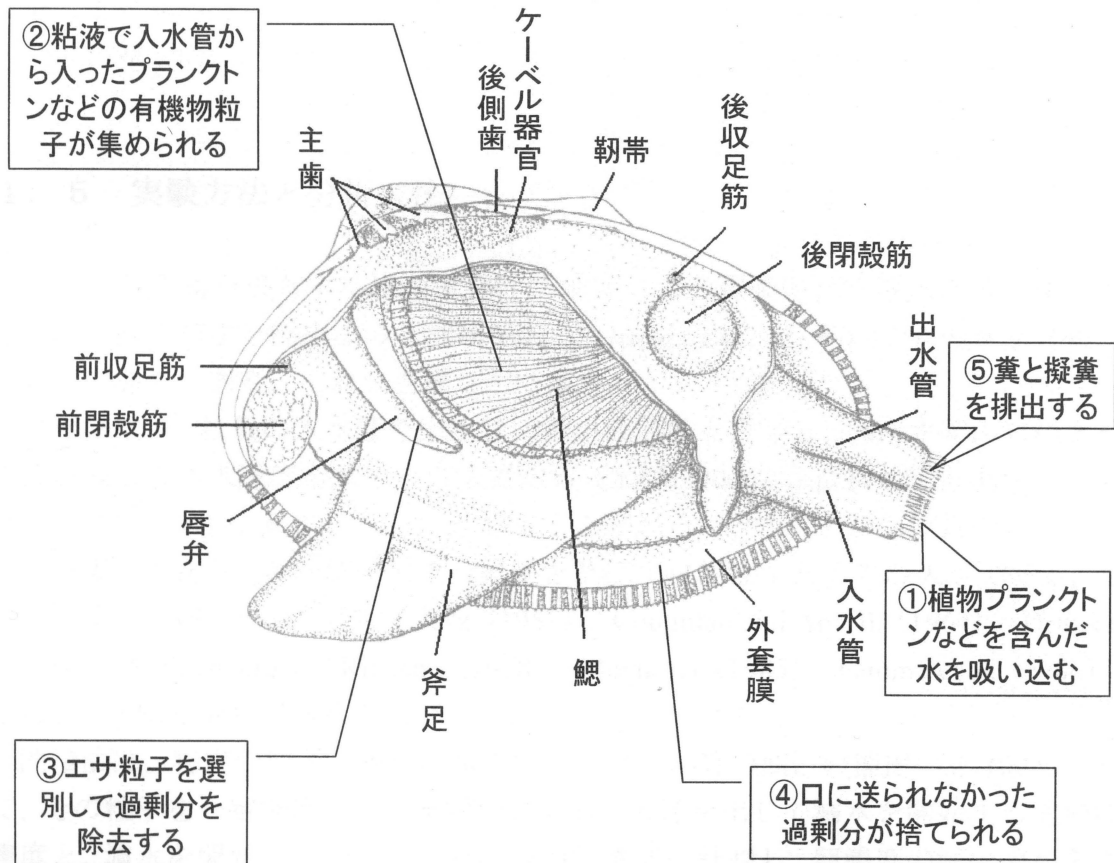 ②粘液で入水管か
ら入ったプランクト
ンなどの有機物粒
子が集められる
主歯
後側歯
ケーベル器官
靭帯
後収足筋
後閉殻筋
出水管
⑤糞と擬糞
を排出する
前収足筋
前閉殻筋
唇弁
斧足
鰓
外套膜
入水管
①植物プランクト
ンなどを含んだ
水を吸い込む
③エサ粒子を選
別して過剰分を
除去する
④口に送られなかった
過剰分が捨てられる